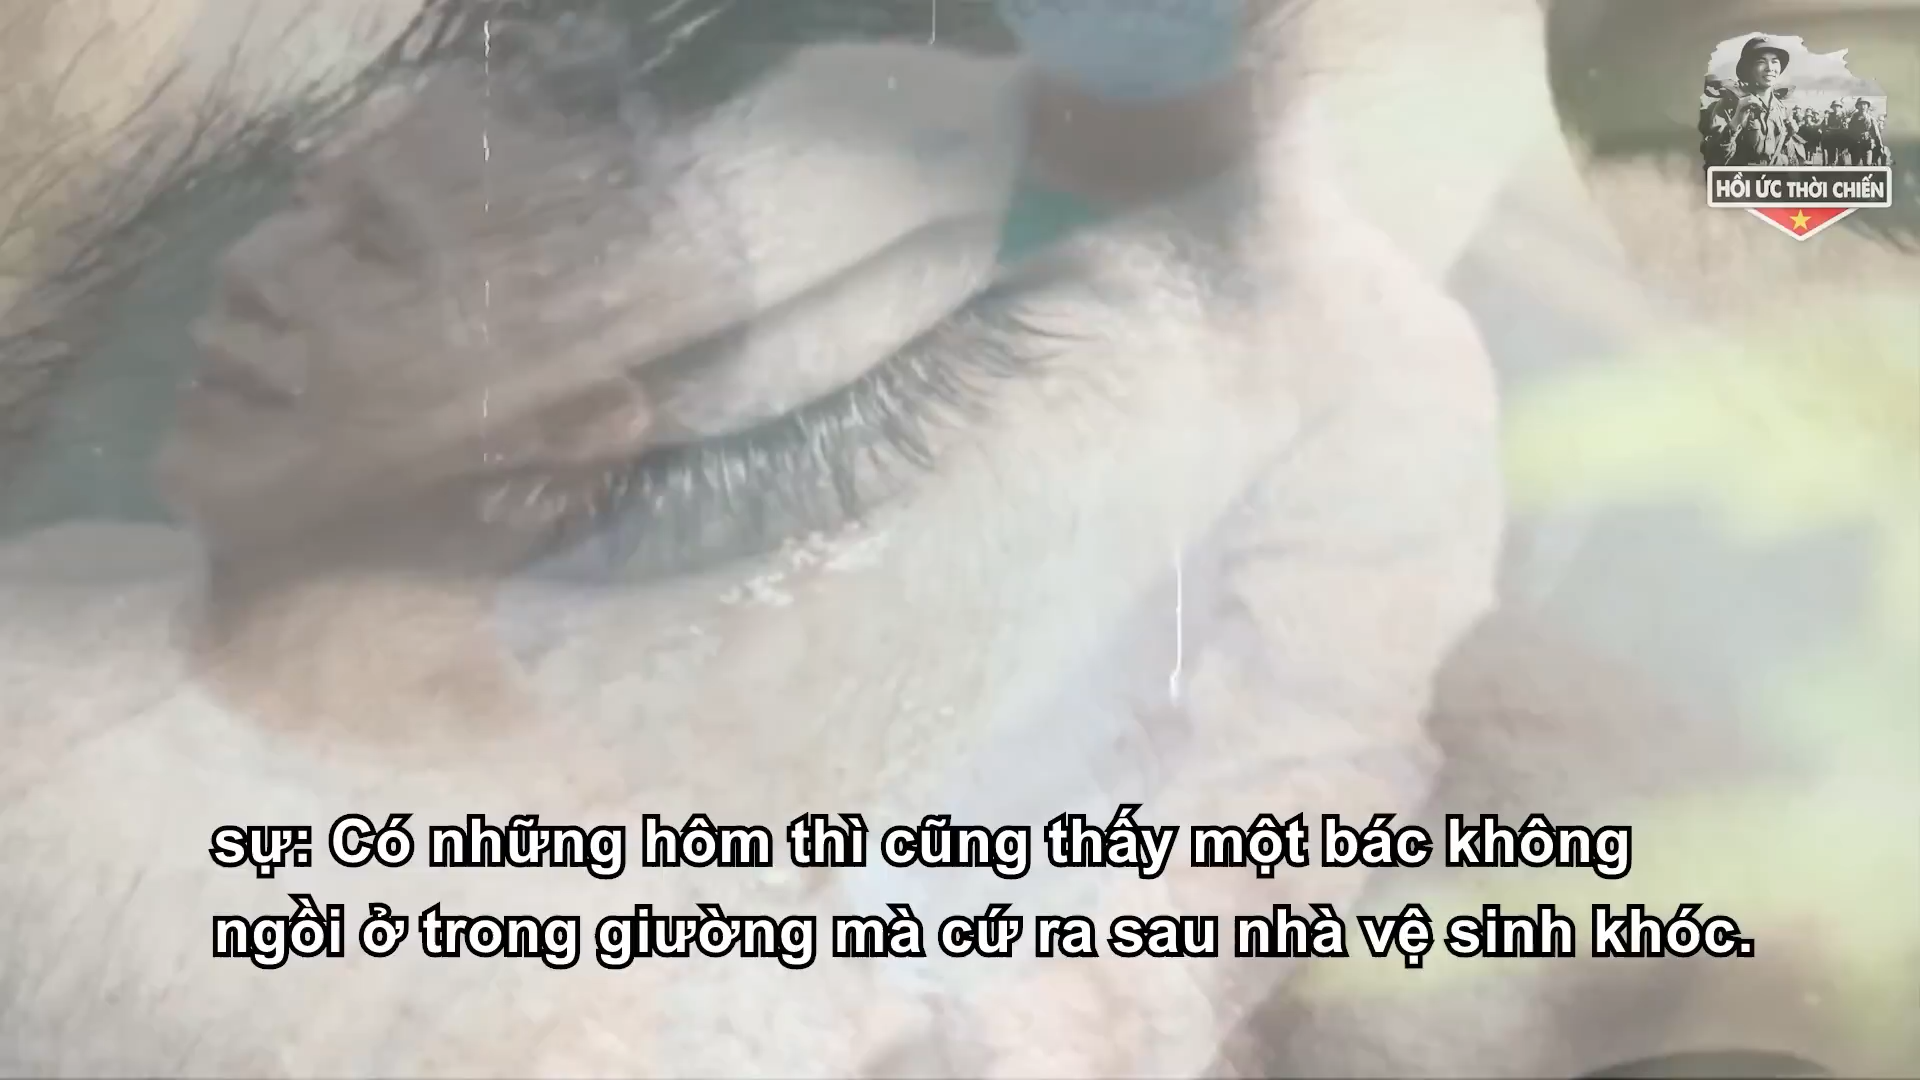 HỒI ỨC THỜI CHIẾN
sự: Có những hôm thì cũng thấy một bác không
ngồi ở trong giường mà cứ ra sau nhà vệ sinh khóc.